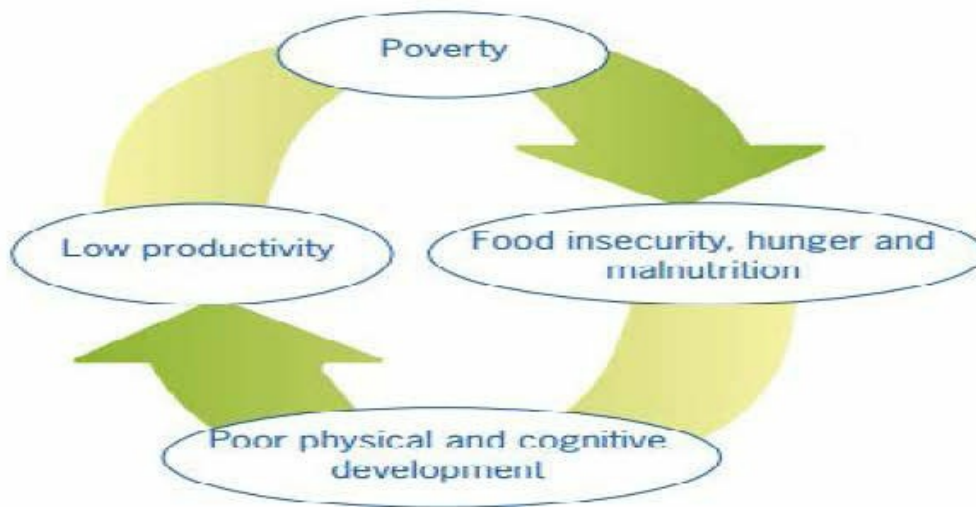 Poverty
Food insecurity, hunger and
malnutrition
Poor physical and cognitive
development
Low productivity